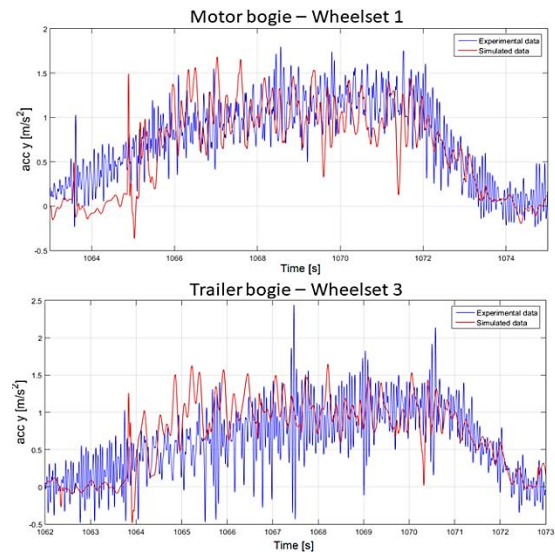 Motor bogie – Wheelset 1
2
1.5
1
0.5
0
-0.5
acc y [m/s²]
Experimental data
Simulated data
1064 1066 1068 1070 1072 1074
Time [s]
Trailer bogie – Wheelset 3
2.5
2
1.5
1
0.5
0
-0.5
acc y [m/s²]
Experimental data
Simulated data
1062 1063 1064 1065 1066 1067 1068 1069 1070 1071 1072 1073
Time [s]